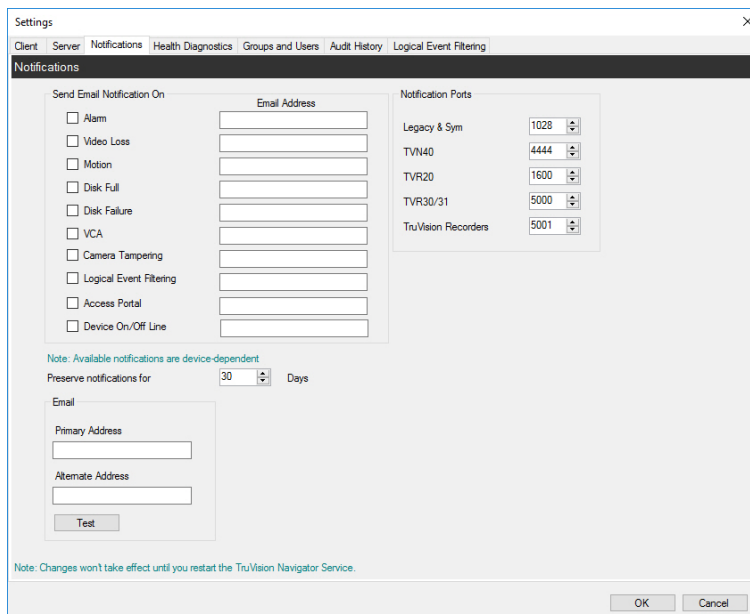 Settings
Client Server Notifications Health Diagnostics Groups and Users Audit History Logical Event Filtering
Notifications
Send Email Notification On
Email Address
Alarm
Video Loss
Motion
Disk Full
Disk Failure
VCA
Camera Tampering
Logical Event Filtering
Access Portal
Device On/Off Line
Notification Ports
Legacy & Sym 1028
TVN40 4444
TVR20 1600
TVR30/31 5000
TruVision Recorders 5001
Note: Available notifications are device-dependent
Preserve notifications for 30 Days
Email
Primary Address
Alternate Address
Test
Note: Changes won't take effect until you restart the TruVision Navigator Service.
OK Cancel